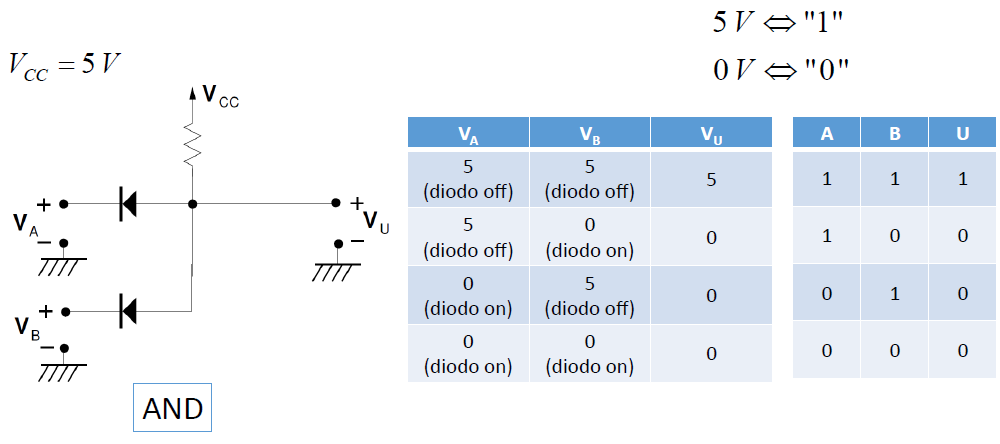 5 V ⇔ "1"
0 V ⇔ "0"
V_CC = 5 V
V_CC
+
V_A
−
+
V_U
−
+
V_B
−
AND
V_A V_B V_U
5 (diodo off) 5 (diodo off) 5
5 (diodo off) 0 (diodo on) 0
0 (diodo on) 5 (diodo off) 0
0 (diodo on) 0 (diodo on) 0
A B U
1 1 1
1 0 0
0 1 0
0 0 0